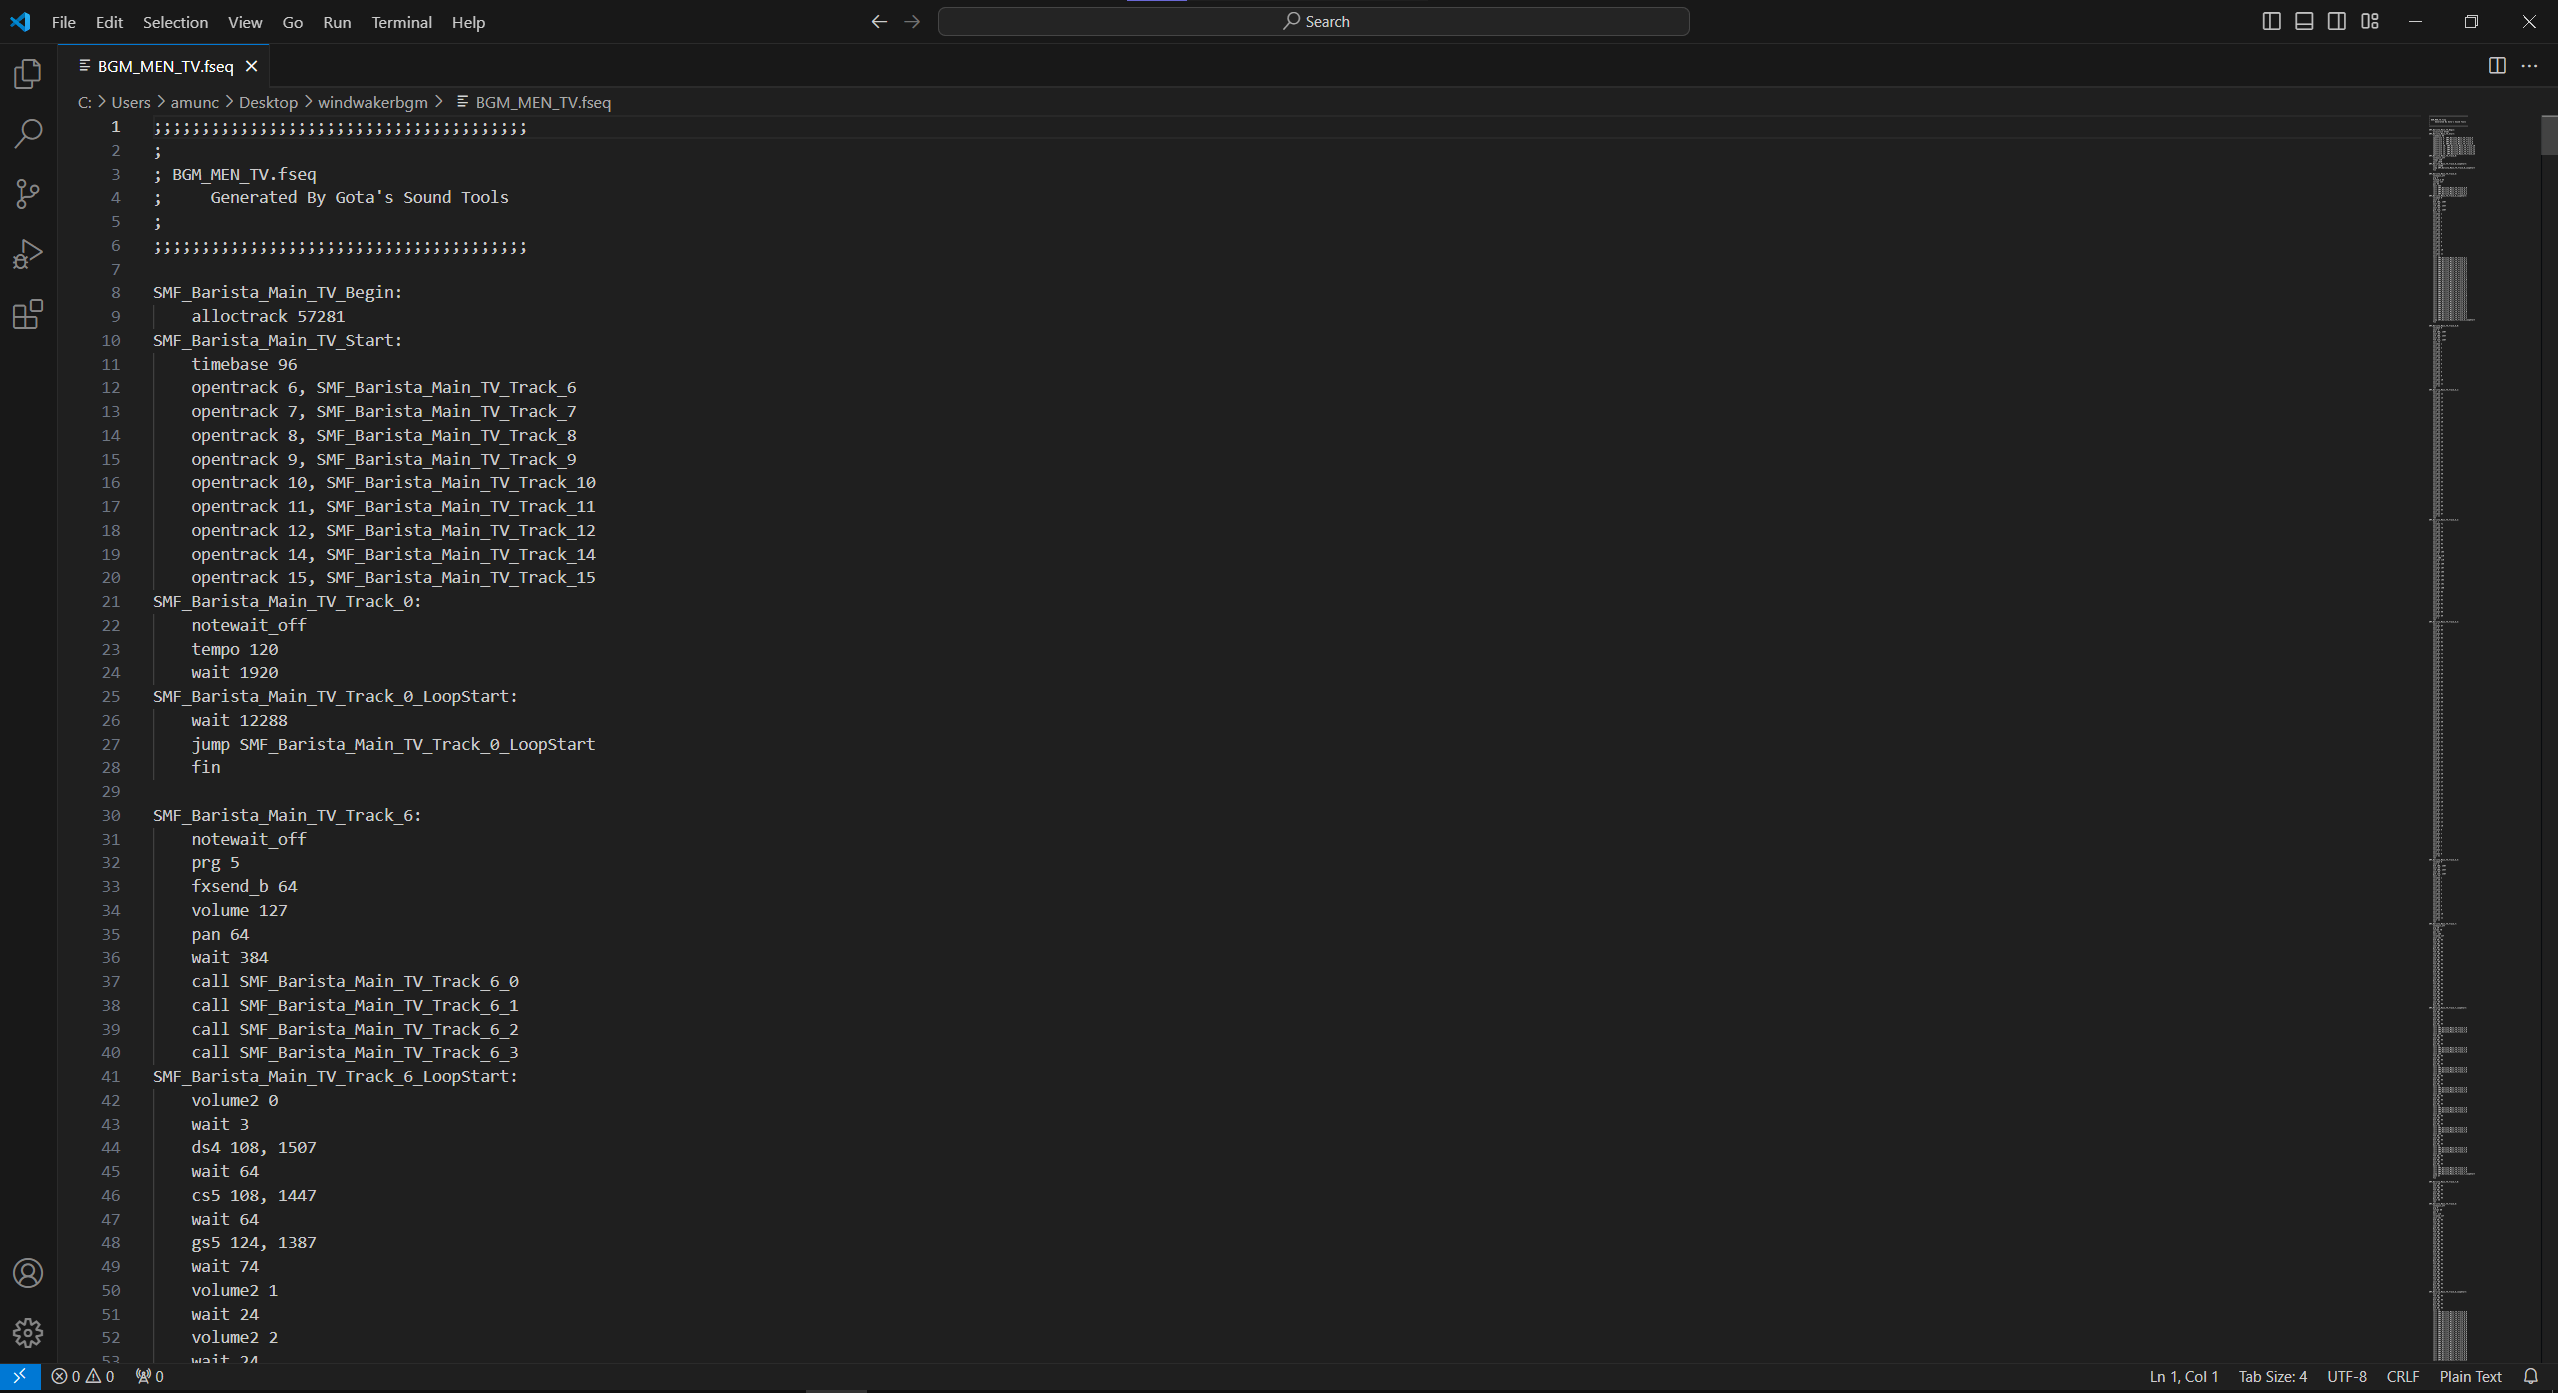 File Edit Selection View Go Run Terminal Help
Search
BGM_MEN_TV.fseq
C: > Users > amunc > Desktop > windwakerbgm > BGM_MEN_TV.fseq
1 ;;;;;;;;;;;;;;;;;;;;;;;;;;;;;;;;;;;;;;;
2 ;
3 ; BGM_MEN_TV.fseq
4 ;     Generated By Gota's Sound Tools
5 ;
6 ;;;;;;;;;;;;;;;;;;;;;;;;;;;;;;;;;;;;;;;
7
8 SMF_Barista_Main_TV_Begin:
9     alloctrack 57281
10 SMF_Barista_Main_TV_Start:
11     timebase 96
12     opentrack 6, SMF_Barista_Main_TV_Track_6
13     opentrack 7, SMF_Barista_Main_TV_Track_7
14     opentrack 8, SMF_Barista_Main_TV_Track_8
15     opentrack 9, SMF_Barista_Main_TV_Track_9
16     opentrack 10, SMF_Barista_Main_TV_Track_10
17     opentrack 11, SMF_Barista_Main_TV_Track_11
18     opentrack 12, SMF_Barista_Main_TV_Track_12
19     opentrack 14, SMF_Barista_Main_TV_Track_14
20     opentrack 15, SMF_Barista_Main_TV_Track_15
21 SMF_Barista_Main_TV_Track_0:
22     notewait_off
23     tempo 120
24     wait 1920
25 SMF_Barista_Main_TV_Track_0_LoopStart:
26     wait 12288
27     jump SMF_Barista_Main_TV_Track_0_LoopStart
28     fin
29
30 SMF_Barista_Main_TV_Track_6:
31     notewait_off
32     prg 5
33     fxsend_b 64
34     volume 127
35     pan 64
36     wait 384
37     call SMF_Barista_Main_TV_Track_6_0
38     call SMF_Barista_Main_TV_Track_6_1
39     call SMF_Barista_Main_TV_Track_6_2
40     call SMF_Barista_Main_TV_Track_6_3
41 SMF_Barista_Main_TV_Track_6_LoopStart:
42     volume2 0
43     wait 3
44     ds4 108, 1507
45     wait 64
46     cs5 108, 1447
47     wait 64
48     gs5 124, 1387
49     wait 74
50     volume2 1
51     wait 24
52     volume2 2
53     wait 24
0 0 0 Ln 1, Col 1 Tab Size: 4 UTF-8 CRLF Plain Text